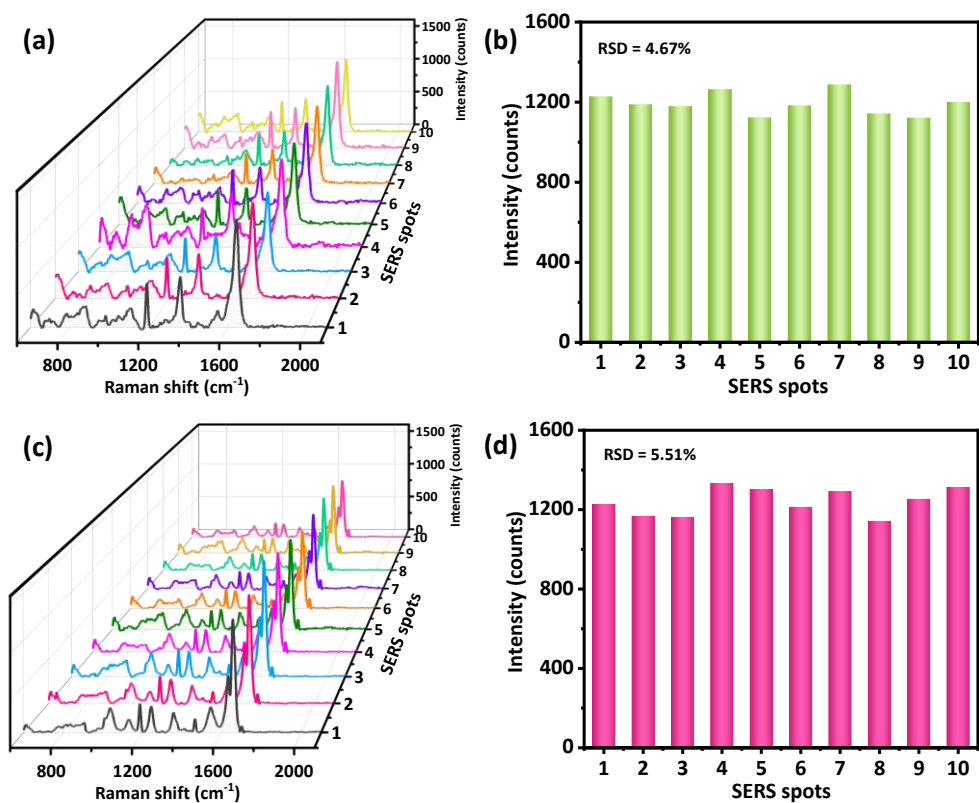 (a)
1500
1000
500
0
Intensity (counts)
10
9
8
7
6
5
4
3
2
1
SERS spots
800
1200
1600
2000
Raman shift (cm⁻¹)
(b)
RSD = 4.67%
1600
1200
800
400
0
Intensity (counts)
1 2 3 4 5 6 7 8 9 10
SERS spots
(c)
1500
1000
500
0
Intensity (counts)
10
9
8
7
6
5
4
3
2
1
SERS spots
800
1200
1600
2000
Raman shift (cm⁻¹)
(d)
RSD = 5.51%
1600
1200
800
400
0
Intensity (counts)
1 2 3 4 5 6 7 8 9 10
SERS spots